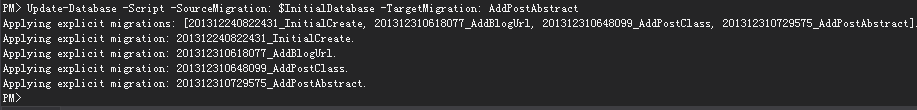 PM> Update-Database -Script -SourceMigration: $InitialDatabase -TargetMigration: AddPostAbstract
Applying explicit migrations: [201312240822431_InitialCreate, 201312310618077_AddBlogUrl, 201312310648099_AddPostClass, 201312310729575_AddPostAbstract].
Applying explicit migration: 201312240822431_InitialCreate.
Applying explicit migration: 201312310618077_AddBlogUrl.
Applying explicit migration: 201312310648099_AddPostClass.
Applying explicit migration: 201312310729575_AddPostAbstract.
PM>